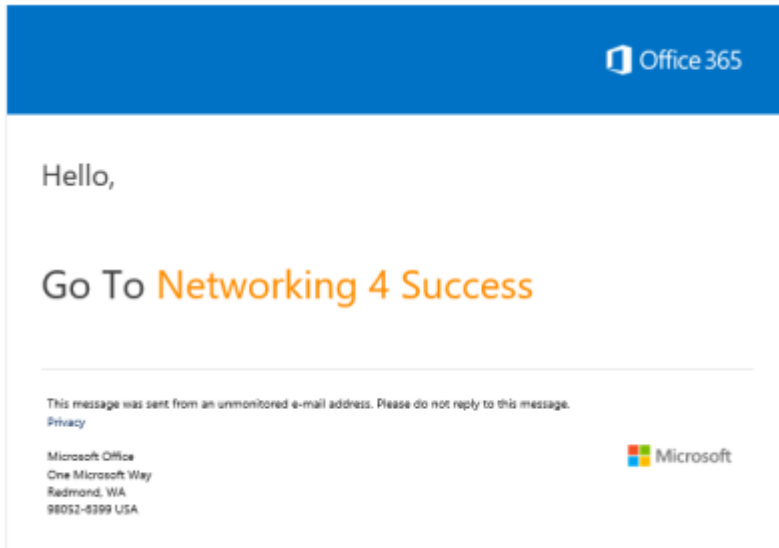 Office 365
Hello,
Go To Networking 4 Success
This message was sent from an unmonitored e-mail address. Please do not reply to this message.
Privacy
Microsoft Office
One Microsoft Way
Redmond, WA
98052-6399 USA
Microsoft